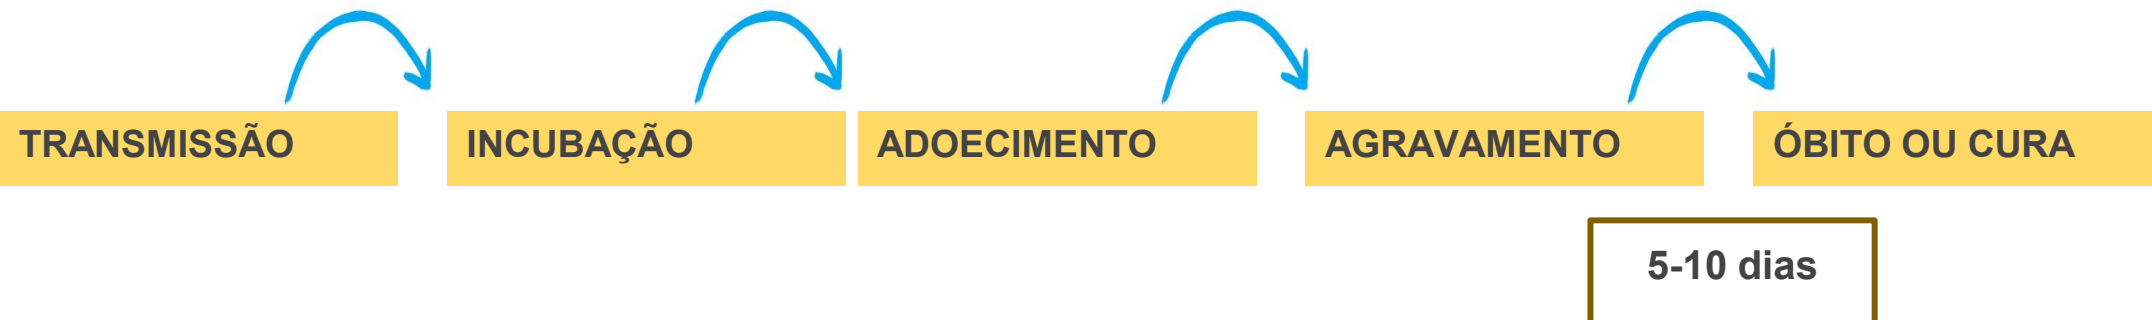 TRANSMISSÃO
INCUBAÇÃO
ADOECIMENTO
AGRAVAMENTO
ÓBITO OU CURA
5-10 dias